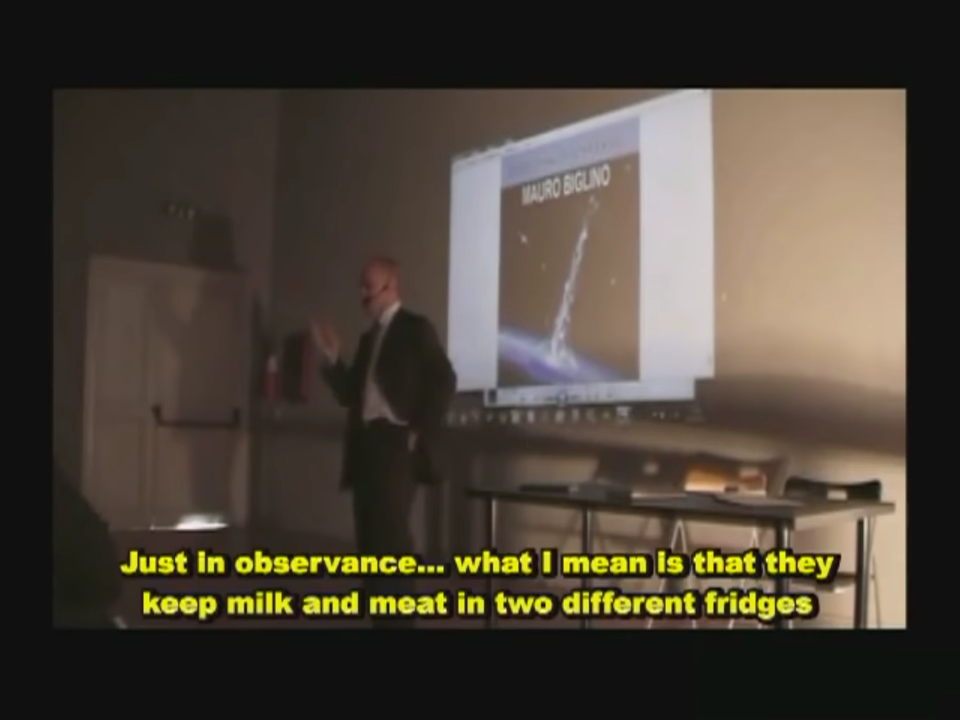 MAURO BIGLINO
Just in observance... what I mean is that they
keep milk and meat in two different fridges